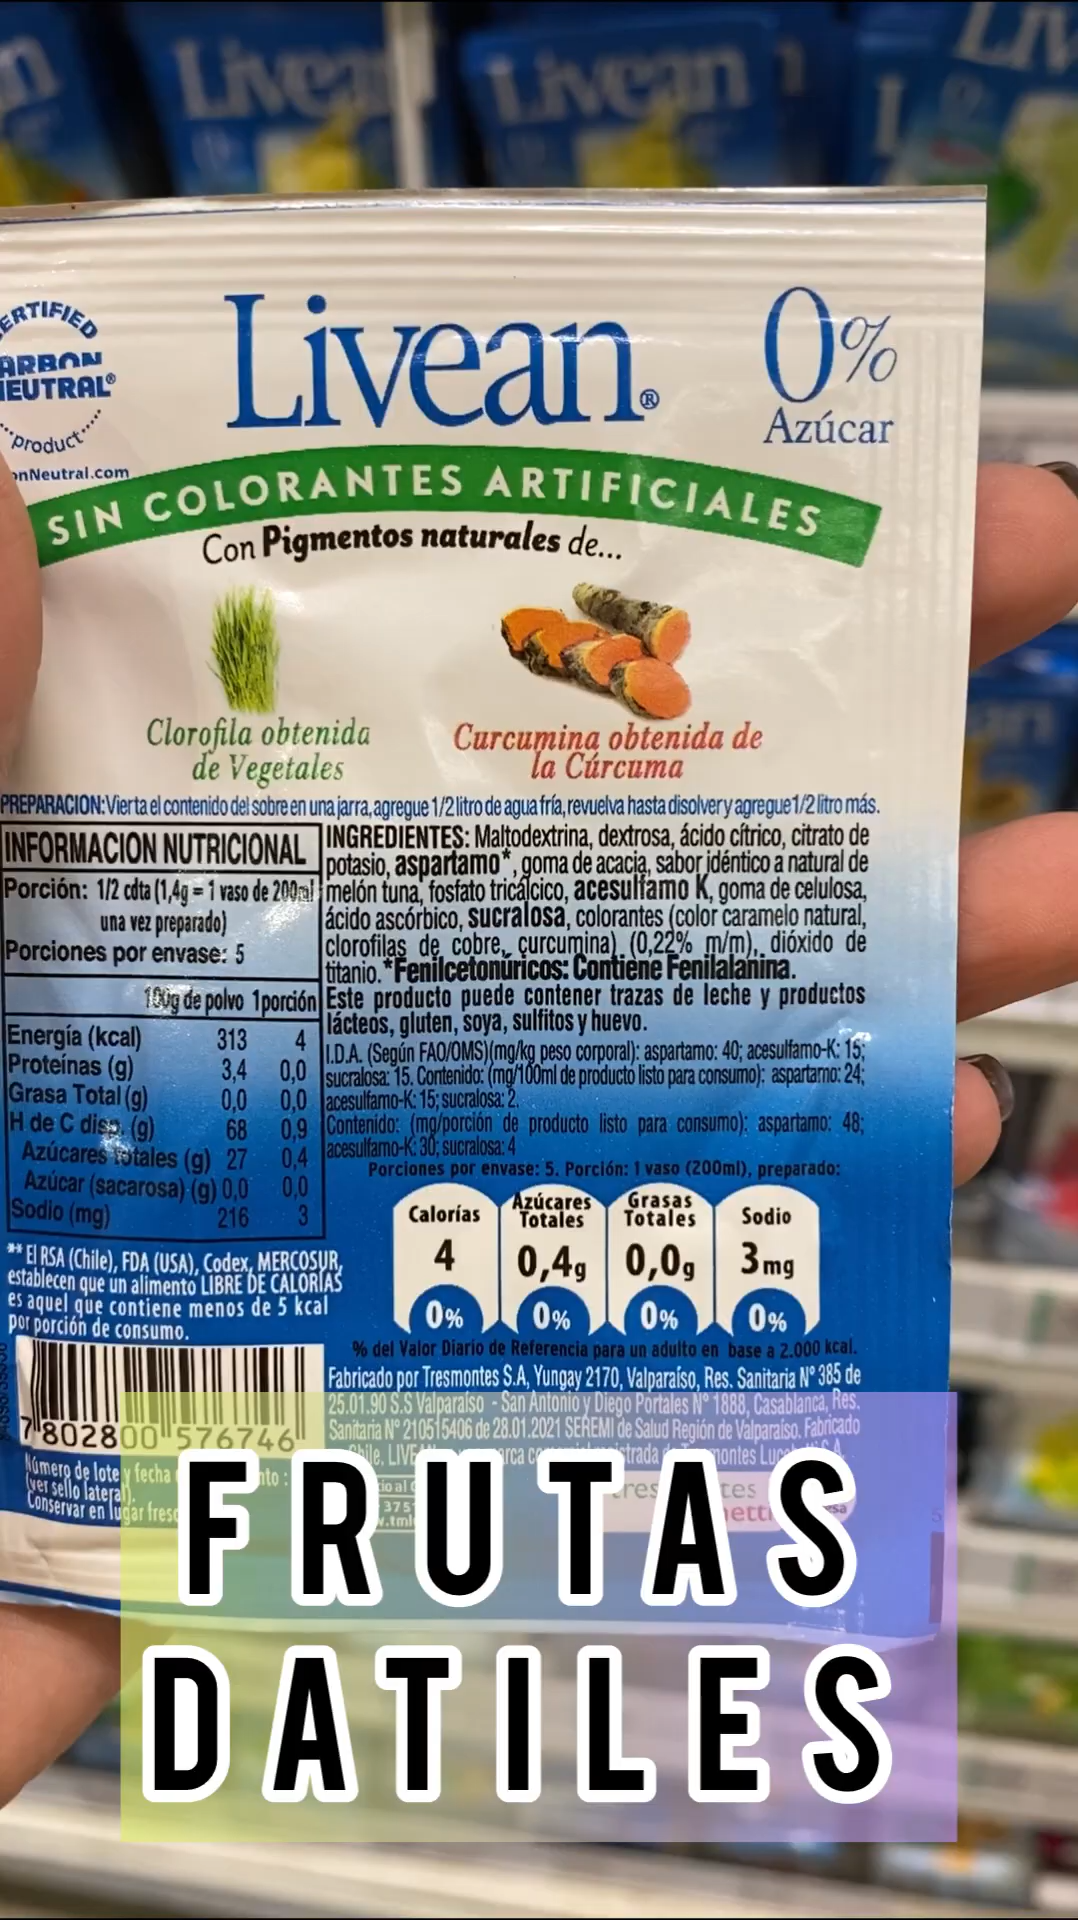 Livean
Livean
Liv
ERTIFIED
ARBON
NEUTRAL®
product
onNeutral.com
Livean®
0%
Azúcar
SIN COLORANTES ARTIFICIALES
Con Pigmentos naturales de...
Clorofila obtenida
de Vegetales
Curcumina obtenida de
la Cúrcuma
PREPARACION: Vierta el contenido del sobre en una jarra, agregue 1/2 litro de agua fría, revuelva hasta disolver y agregue 1/2 litro más.
INFORMACION NUTRICIONAL
Porción: 1/2 cdta (1,4g = 1 vaso de 200ml
una vez preparado)
Porciones por envase: 5
100g de polvo 1 porción
Energía (kcal) 313 4
Proteínas (g) 3,4 0,0
Grasa Total (g) 0,0 0,0
H de C disp. (g) 68 0,9
Azúcares totales (g) 27 0,4
Azúcar (sacarosa) (g) 0,0 0,0
Sodio (mg) 216 3
INGREDIENTES: Maltodextrina, dextrosa, ácido cítrico, citrato de
potasio, aspartamo*, goma de acacia, sabor idéntico a natural de
melón tuna, fosfato tricálcico, acesulfamo K, goma de celulosa,
ácido ascórbico, sucralosa, colorantes (color caramelo natural,
clorofilas de cobre, curcumina) (0,22% m/m), dióxido de
titanio.*Fenilcetonúricos: Contiene Fenilalanina.
Este producto puede contener trazas de leche y productos
lácteos, gluten, soya, sulfitos y huevo.
I.D.A. (Según FAO/OMS)(mg/kg peso corporal): aspartamo: 40; acesulfamo-K: 15;
sucralosa: 15. Contenido: (mg/100ml de producto listo para consumo): aspartamo: 24;
acesulfamo-K: 15; sucralosa: 2.
Contenido: (mg/porción de producto listo para consumo): aspartamo: 48;
acesulfamo-K: 30; sucralosa: 4
Porciones por envase: 5. Porción: 1 vaso (200ml), preparado:
Calorías
4
0%
Azúcares
Totales
0,4g
0%
Grasas
Totales
0,0g
0%
Sodio
3mg
0%
% del Valor Diario de Referencia para un adulto en base a 2.000 kcal.
** El RSA (Chile), FDA (USA), Codex, MERCOSUR,
establecen que un alimento LIBRE DE CALORÍAS
es aquel que contiene menos de 5 kcal
por porción de consumo.
7 802800 576746
Fabricado por Tresmontes S.A, Yungay 2170, Valparaíso, Res. Sanitaria N° 385 de
25.01.90 S.S Valparaíso - San Antonio y Diego Portales N° 1888, Casablanca, Res.
Sanitaria N° 210515406 de 28.01.2021 SEREMI de Salud Región de Valparaíso. Fabricado
Número de lote y fecha
(ver sello lateral).
Conservar en lugar fresc
FRUTAS
DATILES